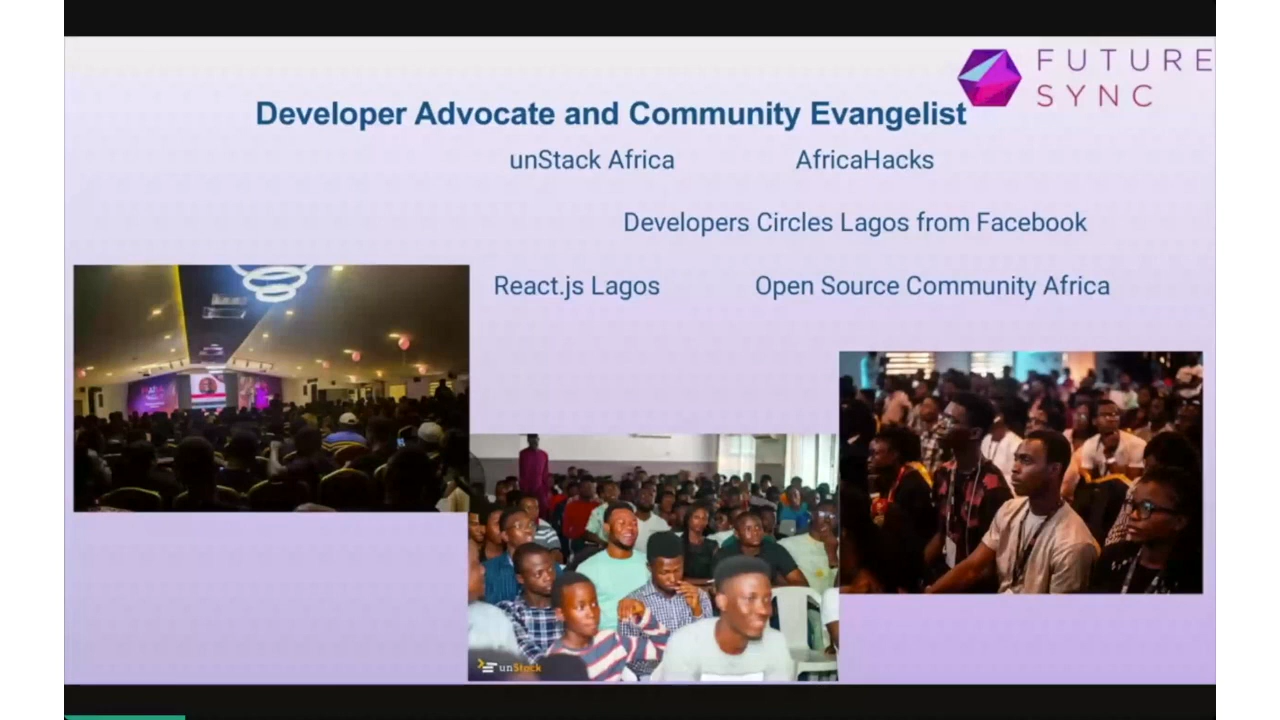 FUTURE
SYNC
Developer Advocate and Community Evangelist
unStack Africa
AfricaHacks
Developers Circles Lagos from Facebook
React.js Lagos
Open Source Community Africa
unStack